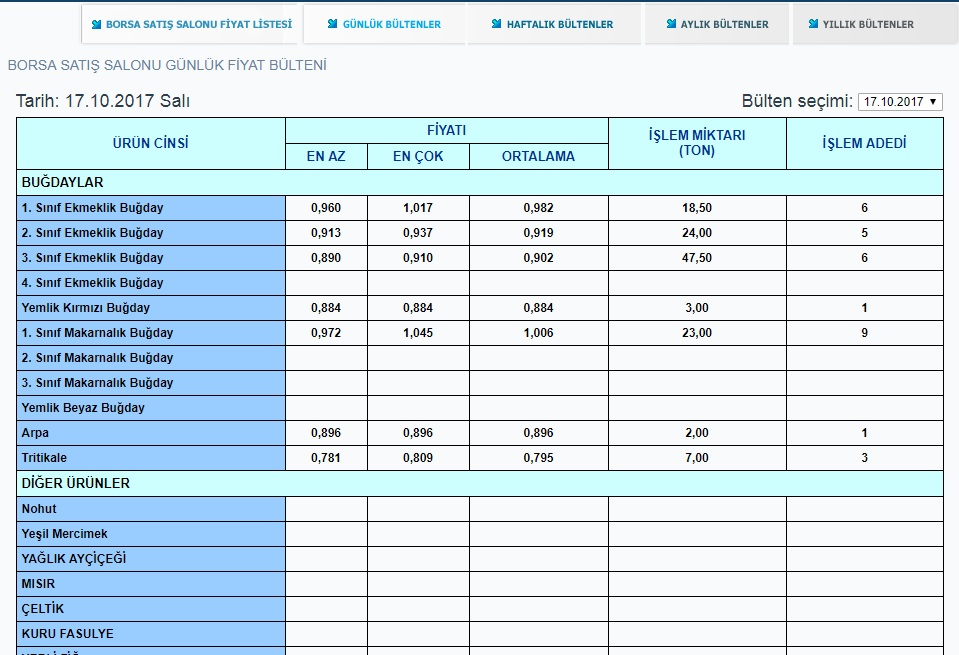 BORSA SATIŞ SALONU FİYAT LİSTESİ GÜNLÜK BÜLTENLER HAFTALIK BÜLTENLER AYLIK BÜLTENLER YILLIK BÜLTENLER
BORSA SATIŞ SALONU GÜNLÜK FİYAT BÜLTENİ
Tarih: 17.10.2017 Salı Bülten seçimi: 17.10.2017
ÜRÜN CİNSİ FİYATI İŞLEM MİKTARI (TON) İŞLEM ADEDİ
EN AZ EN ÇOK ORTALAMA
BUĞDAYLAR
1. Sınıf Ekmeklik Buğday 0,960 1,017 0,982 18,50 6
2. Sınıf Ekmeklik Buğday 0,913 0,937 0,919 24,00 5
3. Sınıf Ekmeklik Buğday 0,890 0,910 0,902 47,50 6
4. Sınıf Ekmeklik Buğday
Yemlik Kırmızı Buğday 0,884 0,884 0,884 3,00 1
1. Sınıf Makarnalık Buğday 0,972 1,045 1,006 23,00 9
2. Sınıf Makarnalık Buğday
3. Sınıf Makarnalık Buğday
Yemlik Beyaz Buğday
Arpa 0,896 0,896 0,896 2,00 1
Tritikale 0,781 0,809 0,795 7,00 3
DİĞER ÜRÜNLER
Nohut
Yeşil Mercimek
YAĞLIK AYÇİÇEĞİ
MISIR
ÇELTİK
KURU FASULYE